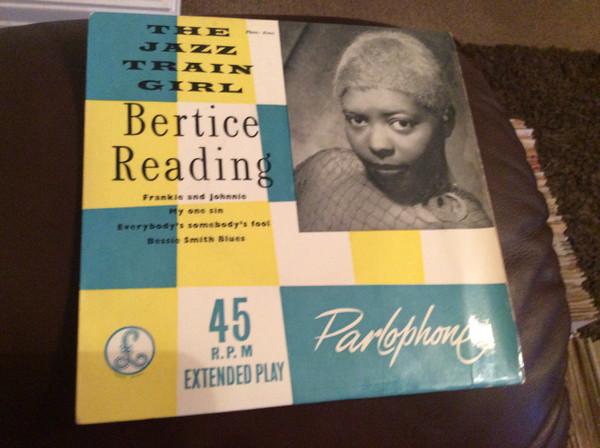 THE
JAZZ
TRAIN
GIRL
Bertice
Reading
Frankie and Johnnie
My one sin
Everybody's somebody's fool
Bessie Smith Blues
45
R.P.M
EXTENDED PLAY
Parlophone
£